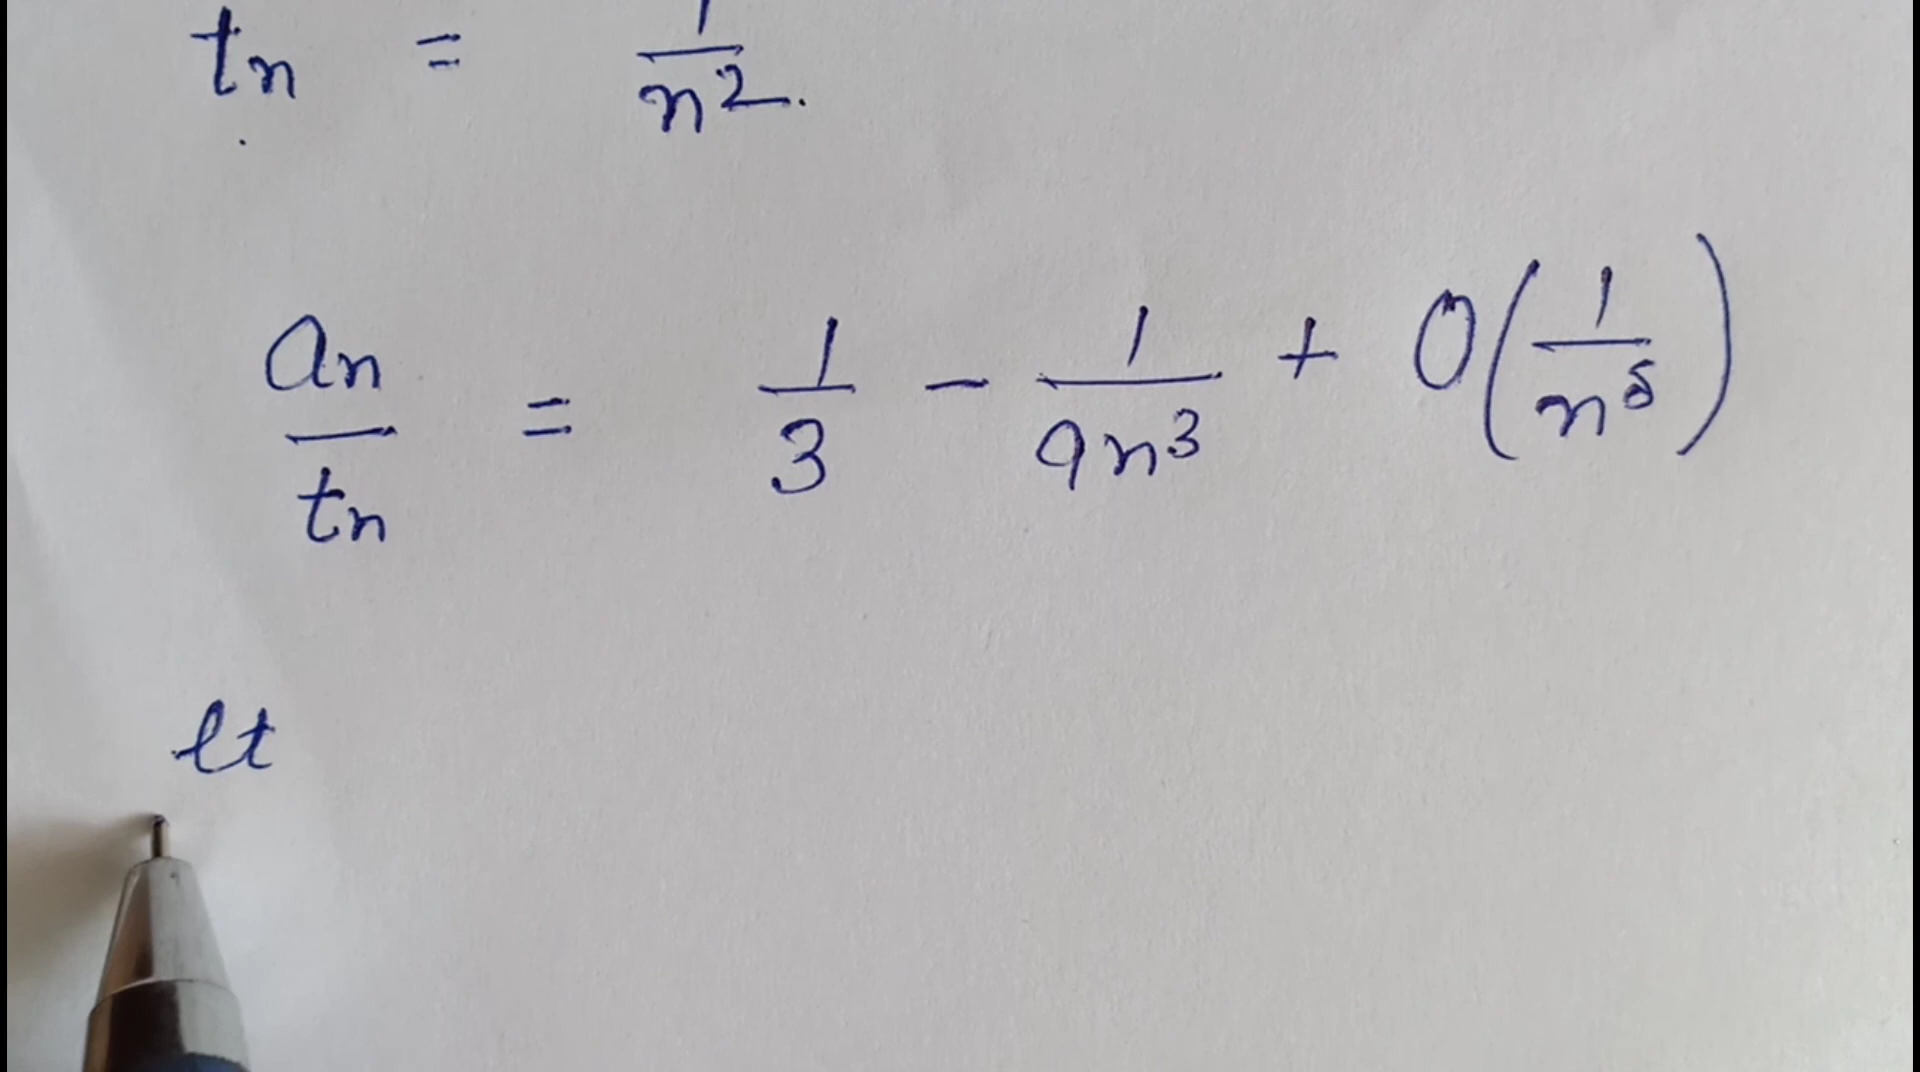 tn = 1/n².
an/tn = 1/3 - 1/9n³ + O(1/n⁵)
lt